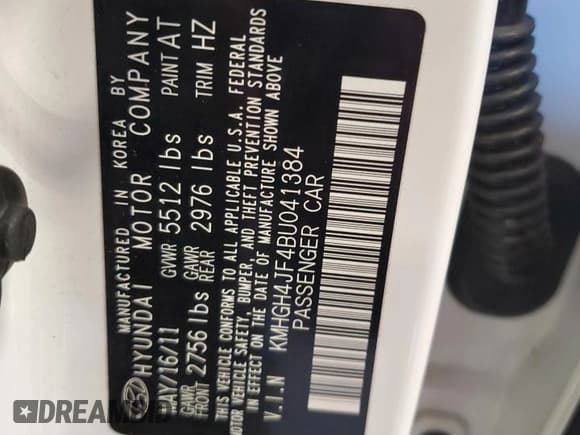 MANUFACTURED IN KOREA BY
HYUNDAI MOTOR COMPANY
AY/16/11 GVWR 5512 lbs PAINT AT
GAWR FRONT 2756 lbs GAWR REAR 2976 lbs TRIM HZ
THIS VEHICLE CONFORMS TO ALL APPLICABLE U.S.A. FEDERAL
MOTOR VEHICLE SAFETY, BUMPER, AND THEFT PREVENTION STANDARDS
IN EFFECT ON THE DATE OF MANUFACTURE SHOWN ABOVE
V.I.N KMHGH4JF4BU041384
PASSENGER CAR
DREAMBID